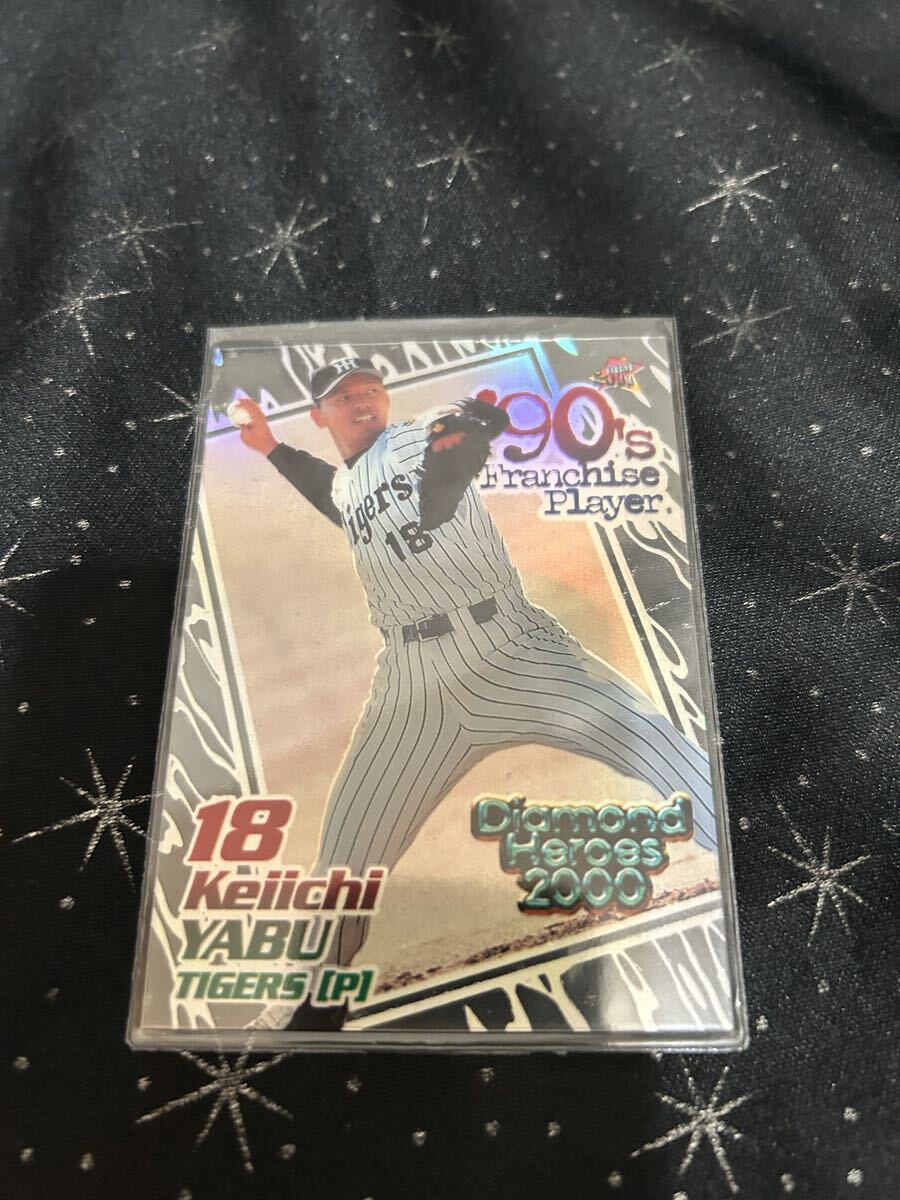 '90's
Franchise
Player.
Tigers
18
Diamond
Heroes
2000
18
Keiichi
YABU
TIGERS [P]